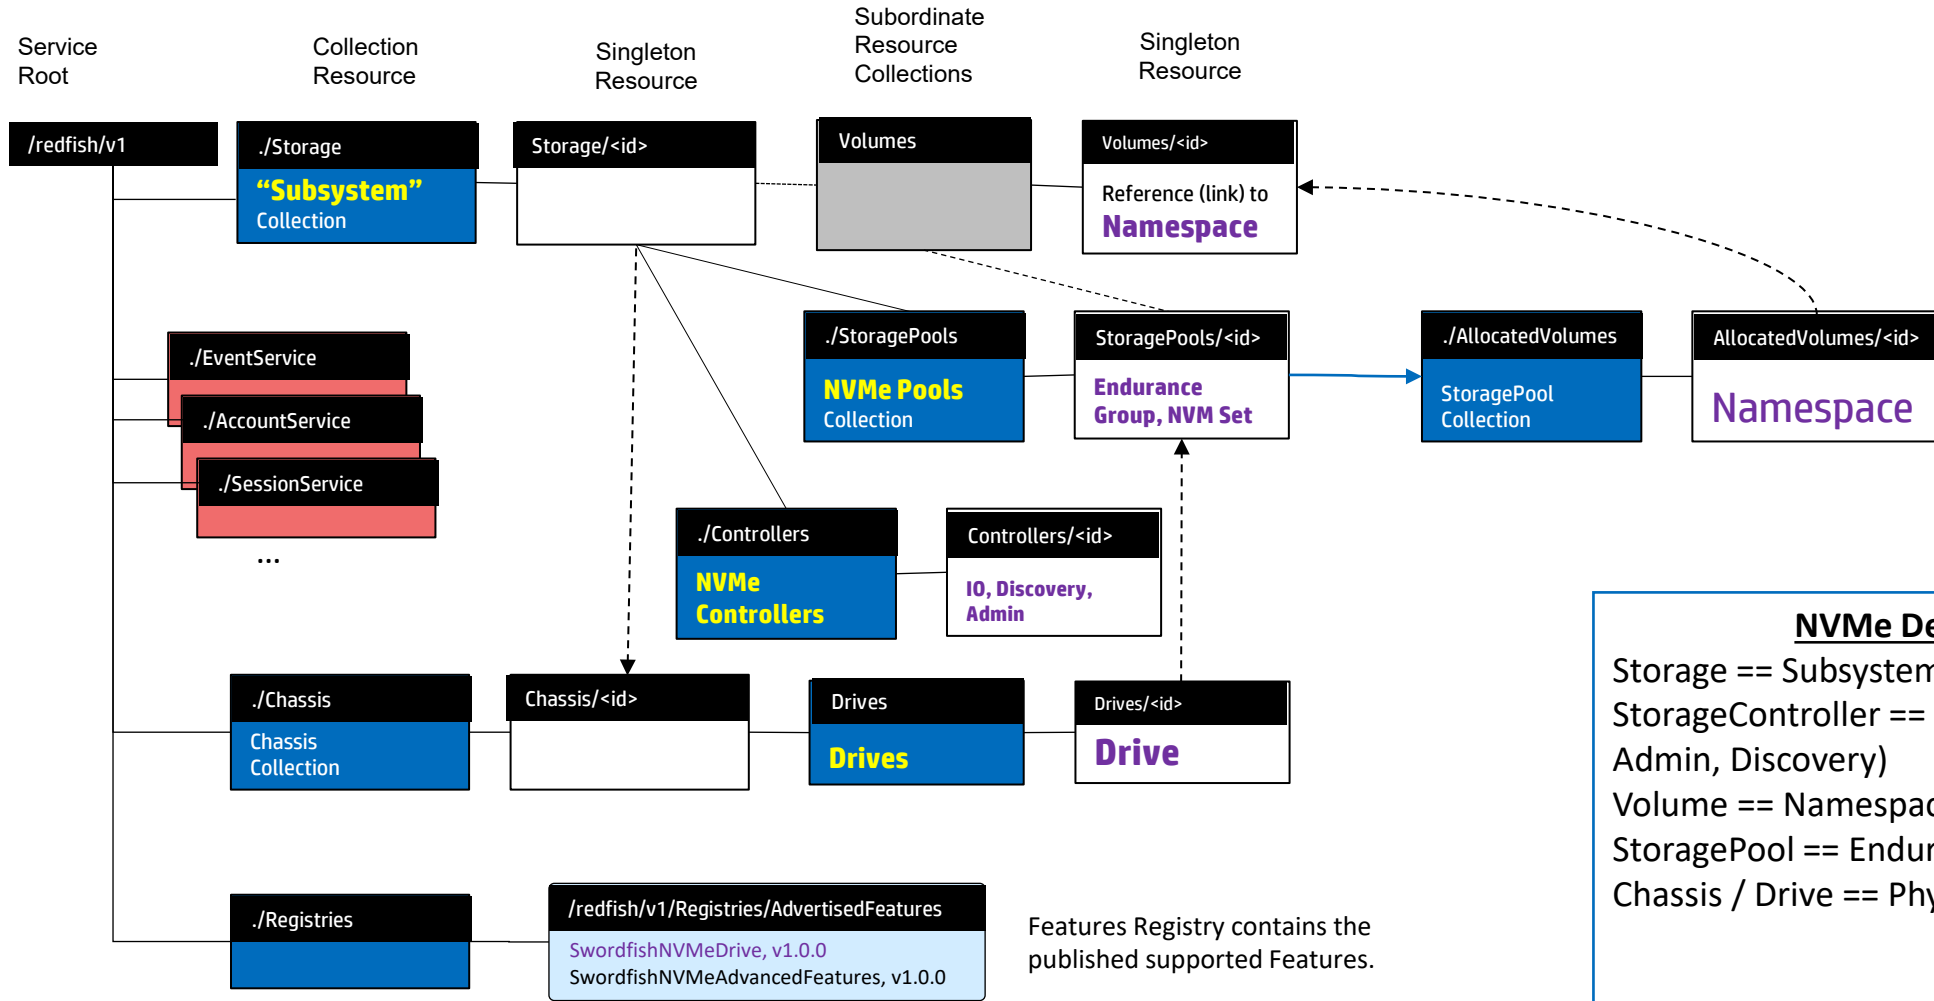 Service
Root
Collection
Resource
Singleton
Resource
Subordinate
Resource
Collections
Singleton
Resource
/redfish/v1
./Storage
“Subsystem”
Collection
Storage/<id>
Volumes
Volumes/<id>
Reference (link) to
Namespace
./EventService
./AccountService
./SessionService
...
./StoragePools
NVMe Pools
Collection
StoragePools/<id>
Endurance
Group, NVM Set
./AllocatedVolumes
StoragePool
Collection
AllocatedVolumes/<id>
Namespace
./Controllers
NVMe
Controllers
Controllers/<id>
IO, Discovery,
Admin
./Chassis
Chassis
Collection
Chassis/<id>
Drives
Drives
Drives/<id>
Drive
./Registries
/redfish/v1/Registries/AdvertisedFeatures
SwordfishNVMeDrive, v1.0.0
SwordfishNVMeAdvancedFeatures, v1.0.0
Features Registry contains the
published supported Features.
NVMe
Storage ==
StorageController ==
Admin, Discovery)
Volume ==
StoragePool ==
Chassis / Drive ==